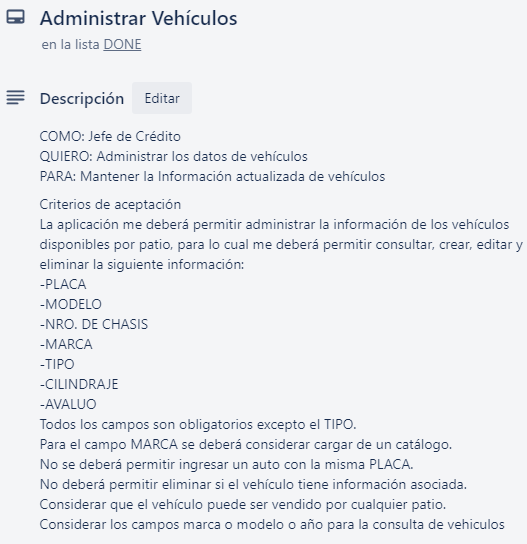 Administrar Vehículos
en la lista DONE
Descripción Editar
COMO: Jefe de Crédito
QUIERO: Administrar los datos de vehículos
PARA: Mantener la Información actualizada de vehículos
Criterios de aceptación
La aplicación me deberá permitir administrar la información de los vehículos
disponibles por patio, para lo cual me deberá permitir consultar, crear, editar y
eliminar la siguiente información:
-PLACA
-MODELO
-NRO. DE CHASIS
-MARCA
-TIPO
-CILINDRAJE
-AVALUO
Todos los campos son obligatorios excepto el TIPO.
Para el campo MARCA se deberá considerar cargar de un catálogo.
No se deberá permitir ingresar un auto con la misma PLACA.
No deberá permitir eliminar si el vehículo tiene información asociada.
Considerar que el vehículo puede ser vendido por cualquier patio.
Considerar los campos marca o modelo o año para la consulta de vehiculos